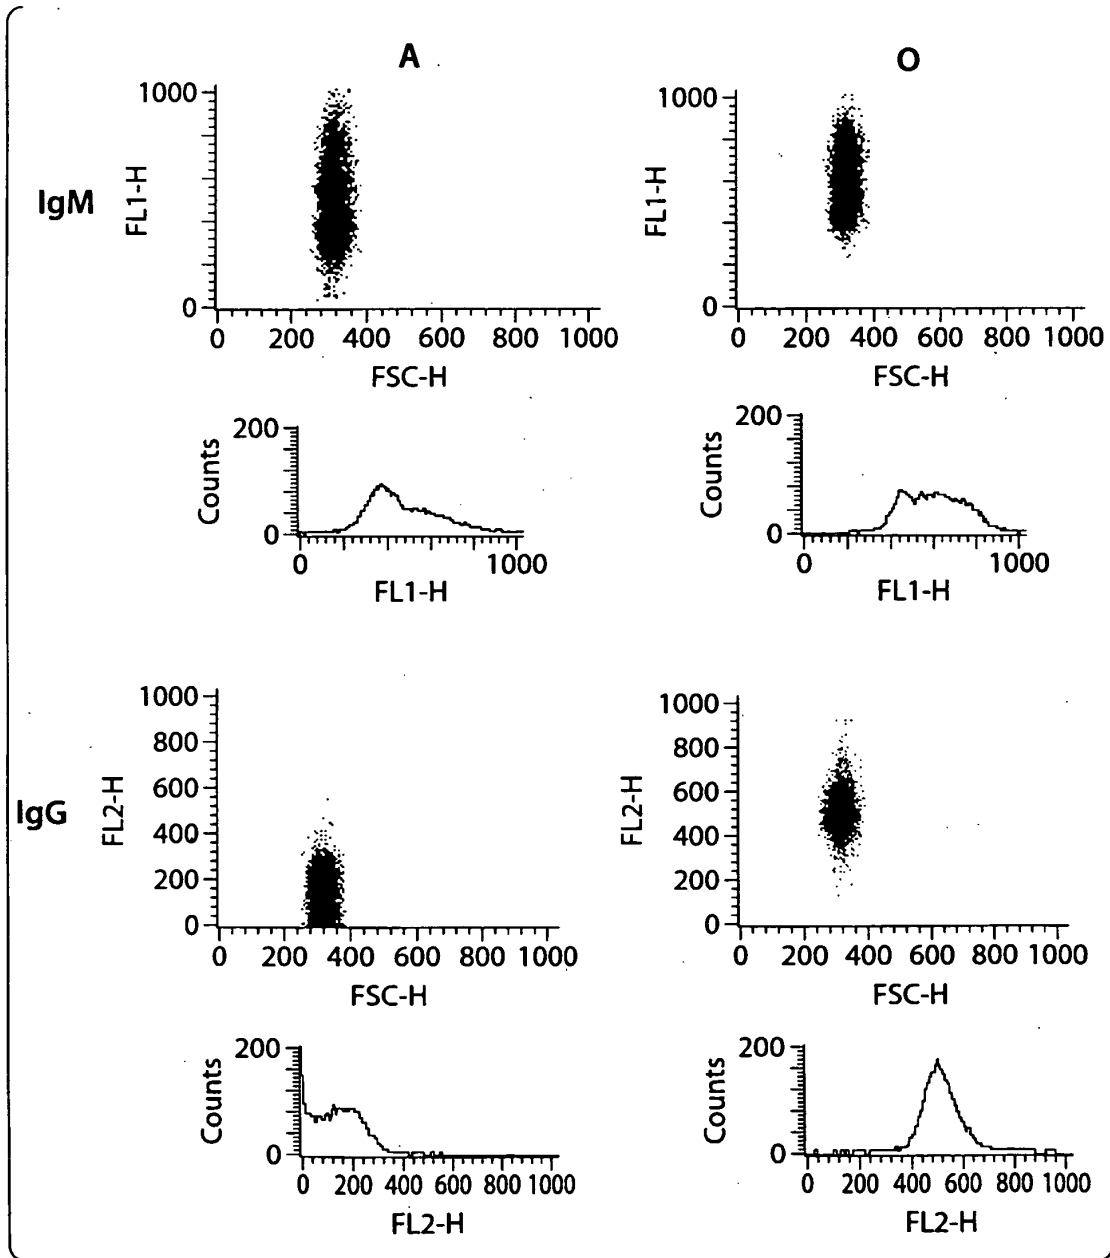 A O
1000 1000
IgM FL1-H FL1-H
0 0
0 200 400 600 800 1000 0 200 400 600 800 1000
FSC-H FSC-H
200 200
Counts Counts
0 0
0 1000 0 1000
FL1-H FL1-H
1000 1000
800 800
600 600
IgG FL2-H FL2-H
400 400
200 200
0 0
0 200 400 600 800 1000 0 200 400 600 800 1000
FSC-H FSC-H
200 200
Counts Counts
0 0
0 200 400 600 800 1000 0 200 400 600 800 1000
FL2-H FL2-H